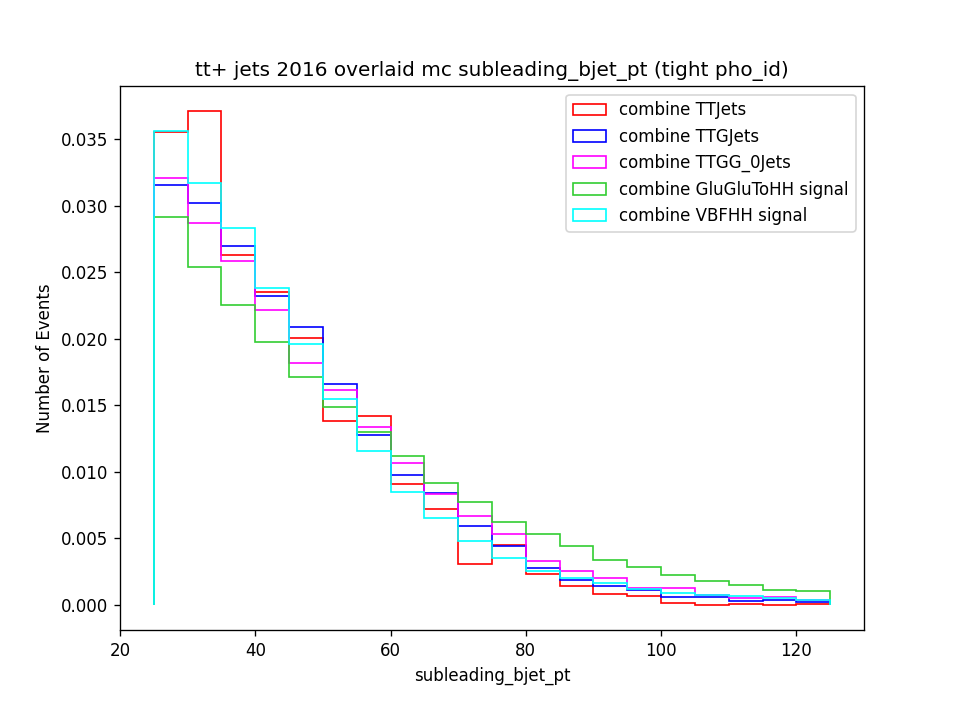 tt+ jets 2016 overlaid mc subleading_bjet_pt (tight pho_id)
combine TTJets
combine TTGJets
combine TTGG_0Jets
combine GluGluToHH signal
combine VBFHH signal
Number of Events
0.035
0.030
0.025
0.020
0.015
0.010
0.005
0.000
20 40 60 80 100 120
subleading_bjet_pt